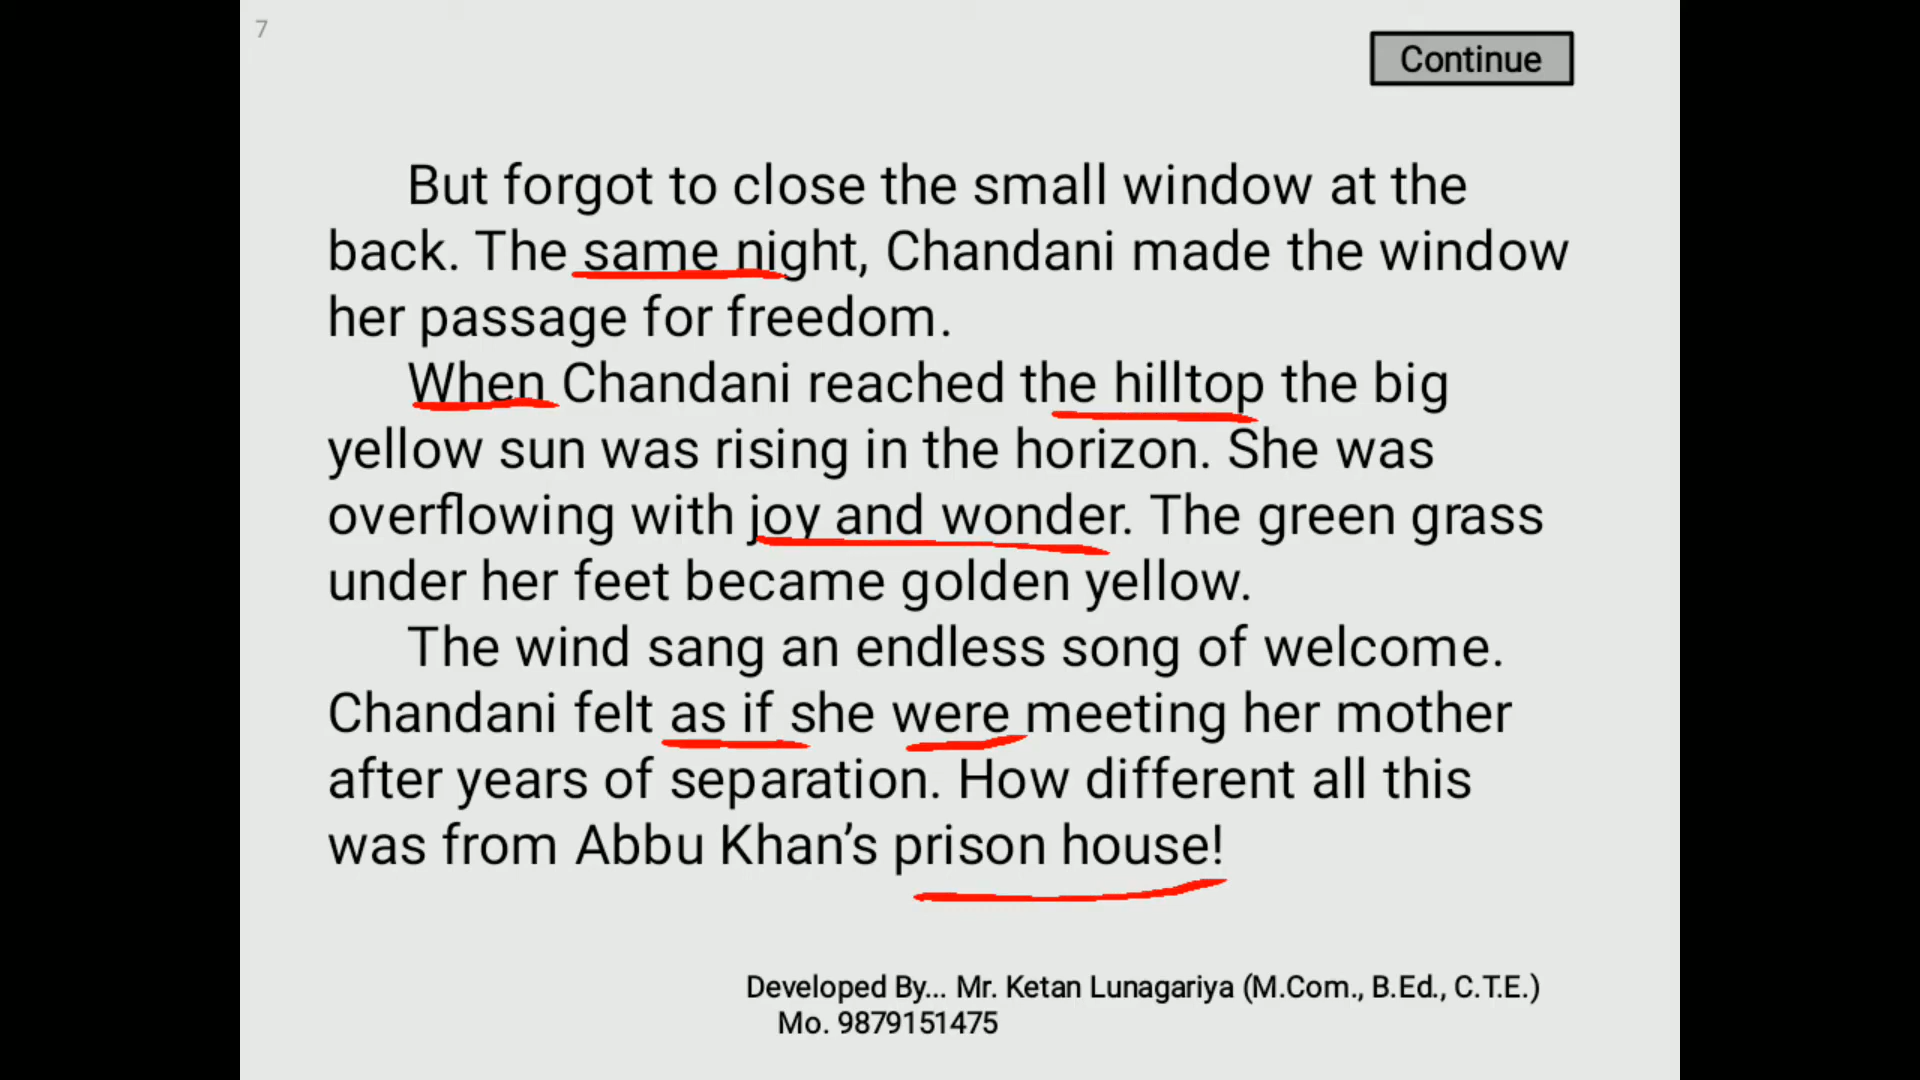 7
Continue
But forgot to close the small window at the
back. The same night, Chandani made the window
her passage for freedom.
When Chandani reached the hilltop the big
yellow sun was rising in the horizon. She was
overflowing with joy and wonder. The green grass
under her feet became golden yellow.
The wind sang an endless song of welcome.
Chandani felt as if she were meeting her mother
after years of separation. How different all this
was from Abbu Khan’s prison house!
Developed By... Mr. Ketan Lunagariya (M.Com., B.Ed., C.T.E.)
Mo. 9879151475